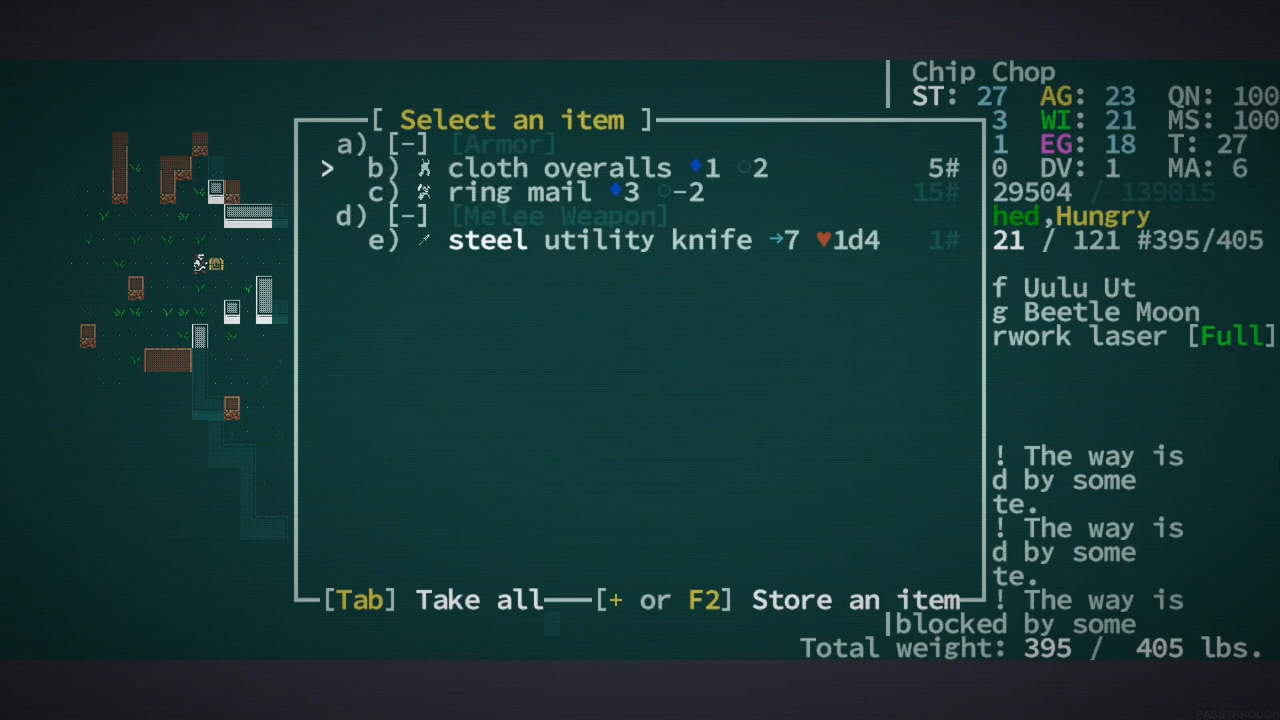 Chip Chop
ST: 27 AG: 23 QN: 100
[ Select an item ] 3 WI: 21 MS: 100
a) [-] [Armor] 1 EG: 18 T: 27
> b) cloth overalls ♦1 ○2 5# 0 DV: 1 MA: 6
c) ring mail ♦3 ○-2 15# 29504 / 139015
d) [-] [Melee Weapon] hed,Hungry
e) steel utility knife →7 ♥1d4 1# 21 / 121 #395/405
f Uulu Ut
g Beetle Moon
rwork laser [Full]
! The way is
d by some
te.
! The way is
d by some
te.
[Tab] Take all [+ or F2] Store an item ! The way is
blocked by some
Total weight: 395 / 405 lbs.
PASSTHROUGH